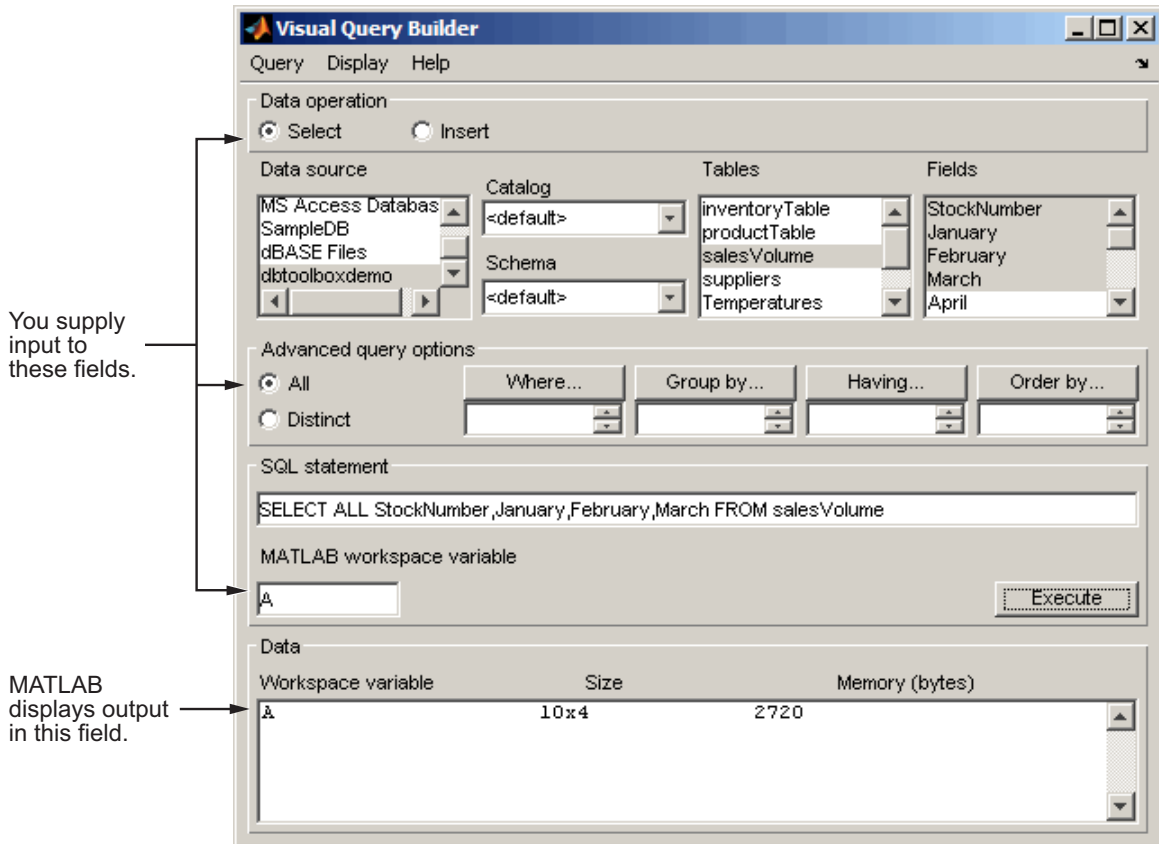 Visual Query Builder
Query Display Help
Data operation
Select Insert
Data source
MS Access Databas
SampleDB
dBASE Files
dbtoolboxdemo
Catalog
<default>
Schema
<default>
Tables
inventoryTable
productTable
salesVolume
suppliers
Temperatures
Fields
StockNumber
January
February
March
April
You supply
input to
these fields.
Advanced query options
All
Distinct
Where... Group by... Having... Order by...
SQL statement
SELECT ALL StockNumber,January,February,March FROM salesVolume
MATLAB workspace variable
A
Execute
Data
MATLAB
displays output
in this field.
Workspace variable Size Memory (bytes)
A 10x4 2720